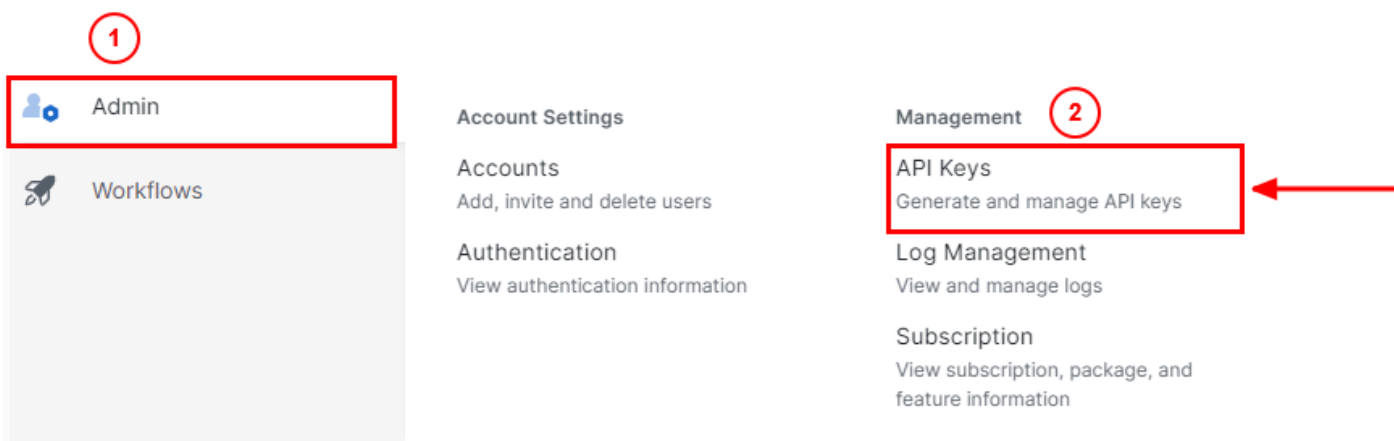 1
Admin
Workflows
Account Settings
Accounts
Add, invite and delete users
Authentication
View authentication information
Management
2
API Keys
Generate and manage API keys
Log Management
View and manage logs
Subscription
View subscription, package, and
feature information